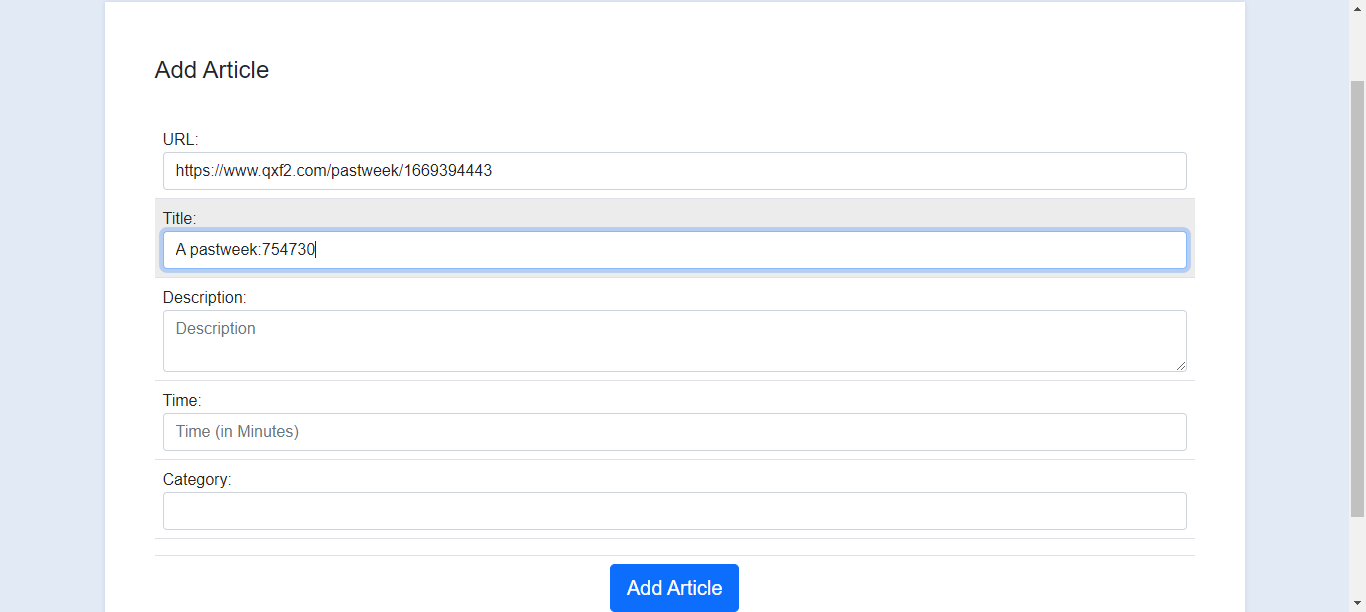 Add Article
URL:
https://www.qxf2.com/pastweek/1669394443
Title:
A pastweek:754730
Description:
Description
Time:
Time (in Minutes)
Category:
Add Article